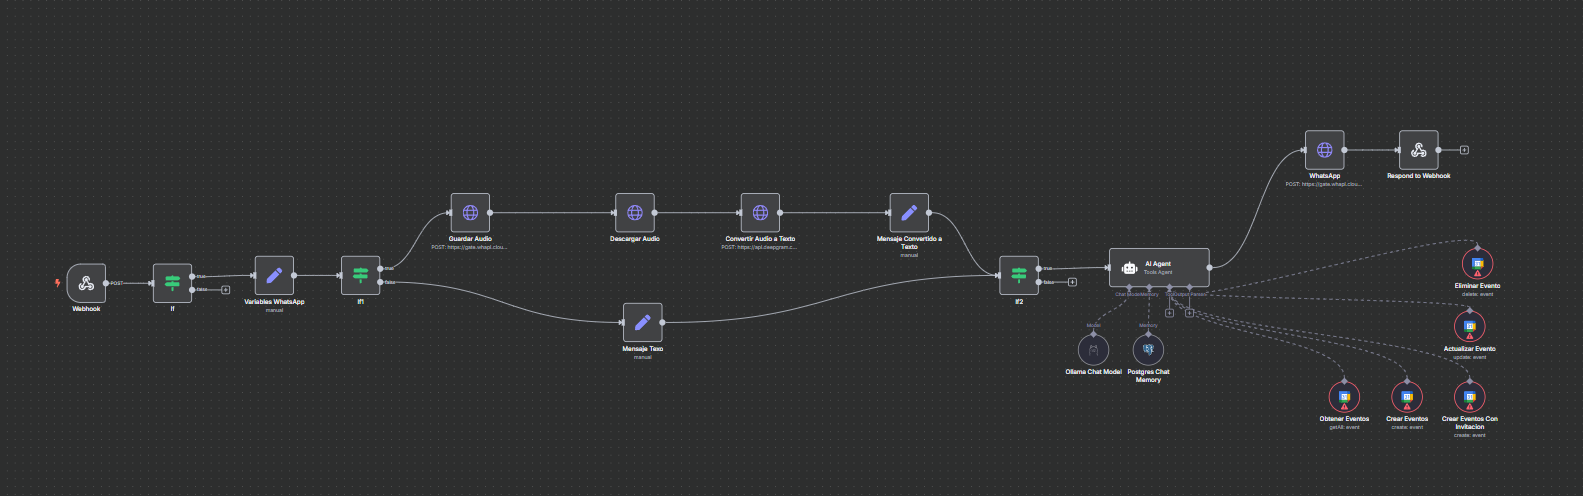 Webhook
POST
If
true
false
Variables WhatsApp
manual
If1
true
false
Guardar Audio
POST: https://gate.whapi.clou...
Descargar Audio
Convertir Audio a Texto
POST: https://api.deepgram.c...
Mensaje Convertido a
Texto
manual
Mensaje Texo
manual
If2
true
false
AI Agent
Tools Agent
Chat Model
Memory
Tool
Output Parser
Model
Memory
Ollama Chat Model
Postgres Chat
Memory
WhatsApp
POST: https://gate.whapi.clou...
Respond to Webhook
Eliminar Evento
delete: event
Actualizar Evento
update: event
Obtener Eventos
getAll: event
Crear Eventos
create: event
Crear Eventos Con
Invitacion
create: event